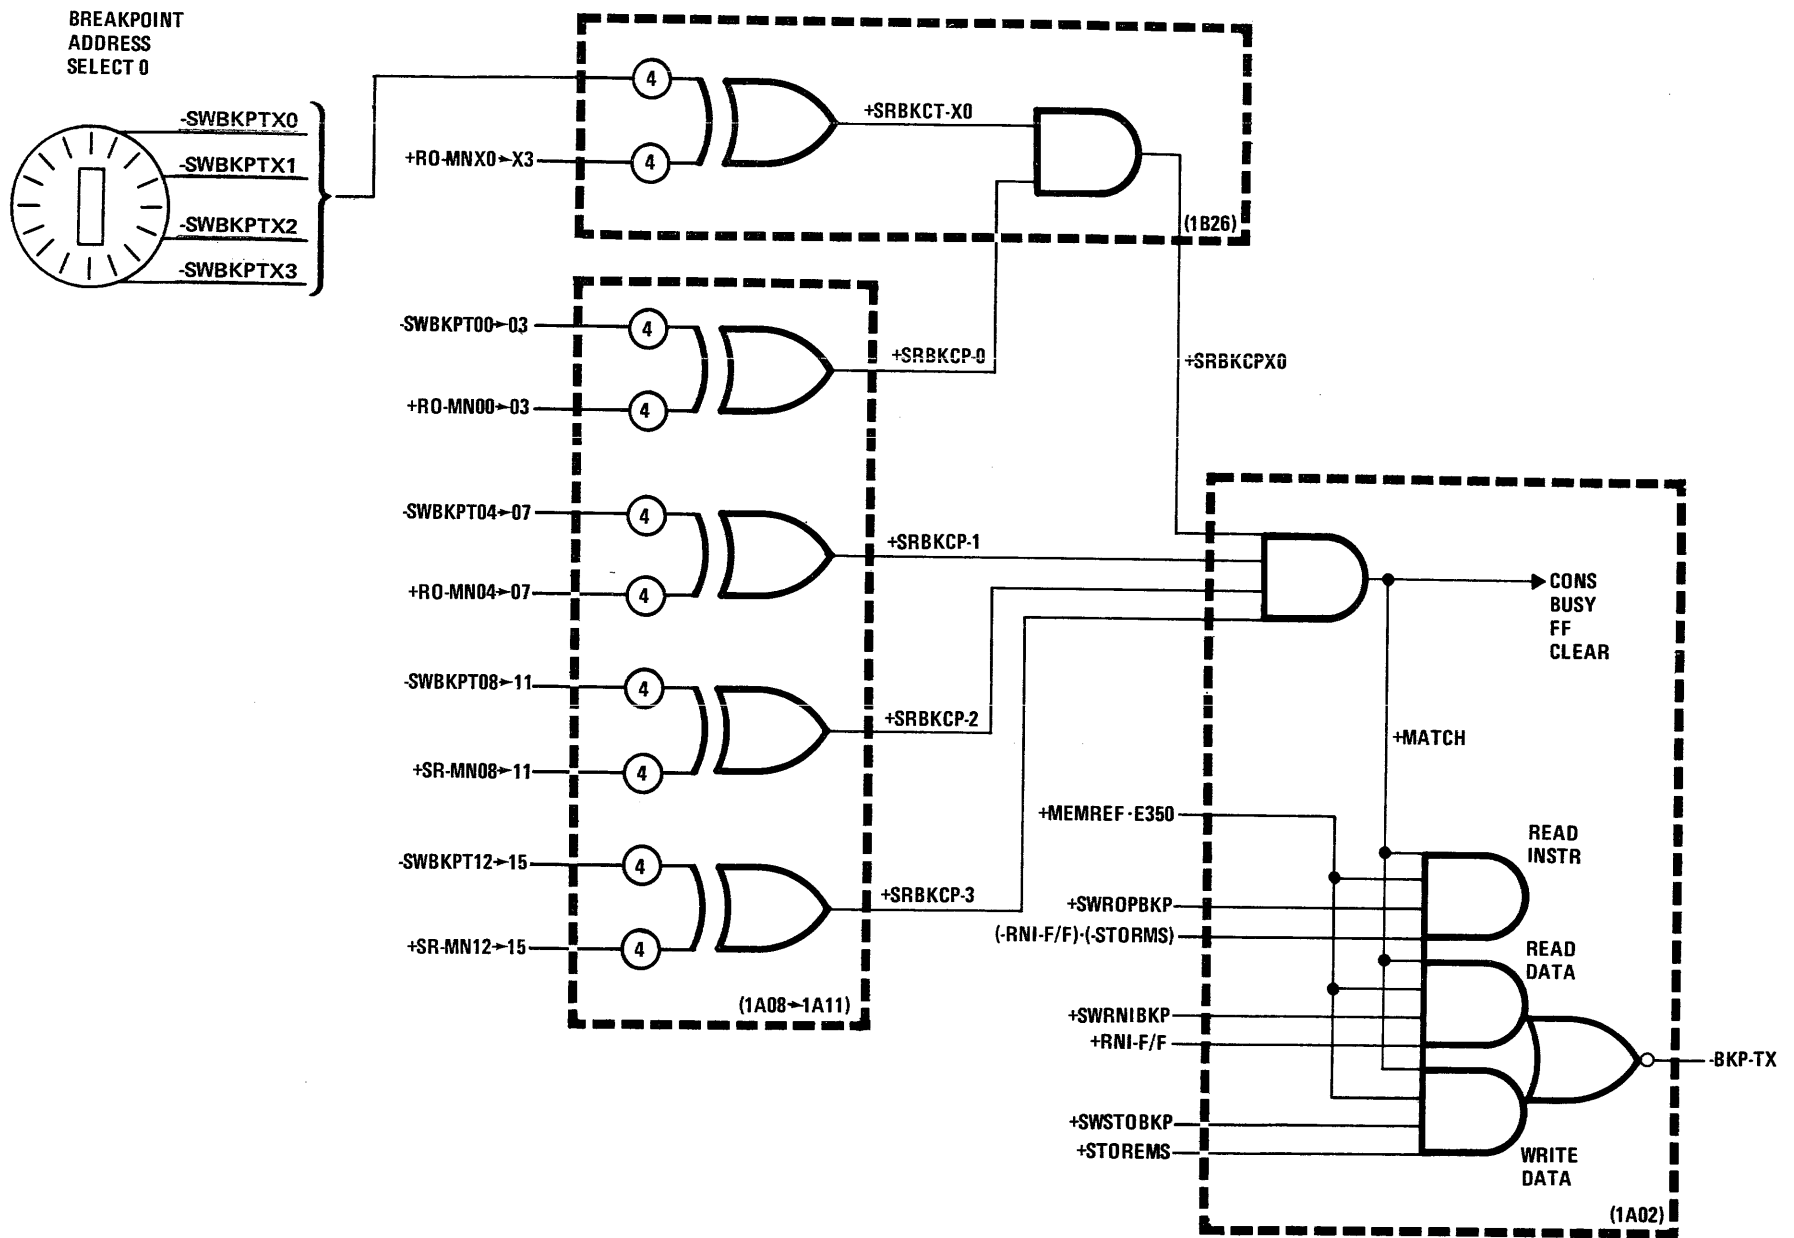 BREAKPOINT
ADDRESS
SELECT 0
-SWBKPTX0
-SWBKPTX1
-SWBKPTX2
-SWBKPTX3
4
+RO-MNX0→X3
4
+SRBKCT-X0
(1B26)
-SWBKPT00→03
4
+RO-MN00→03
4
+SRBKCP-0
+SRBKCPX0
-SWBKPT04→07
4
+RO-MN04→07
4
+SRBKCP-1
-SWBKPT08→11
4
+SR-MN08→11
4
+SRBKCP-2
-SWBKPT12→15
4
+SR-MN12→15
4
+SRBKCP-3
(1A08→1A11)
CONS
BUSY
FF
CLEAR
+MATCH
+MEMREF·E350
READ
INSTR
+SWROPBKP
(-RNI-F/F)·(-STORMS)
READ
DATA
+SWRNIBKP
+RNI-F/F
-BKP-TX
+SWSTOBKP
+STOREMS
WRITE
DATA
(1A02)